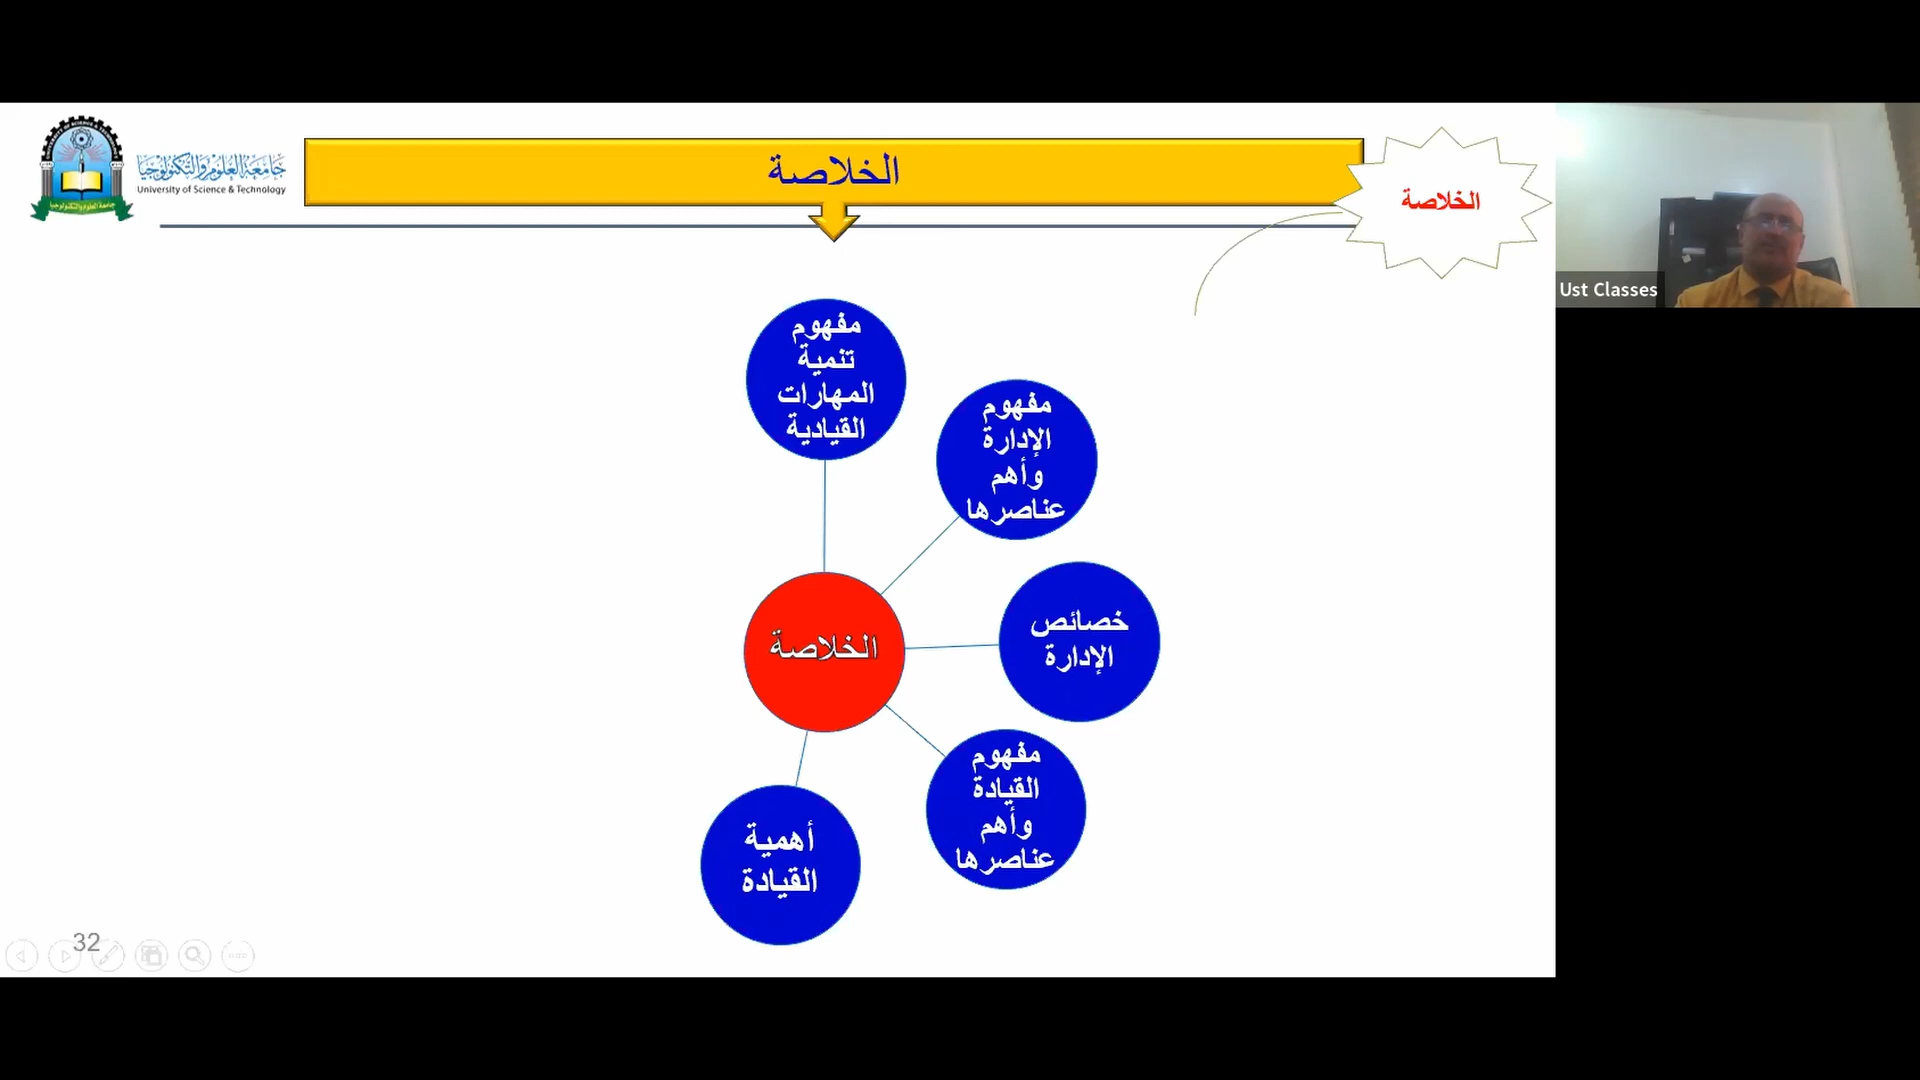 جامعة العلوم والتكنولوجيا
University of Science & Technology
الخلاصة
الخلاصة
Ust Classes
مفهوم
تنمية
المهارات
القيادية
مفهوم
الإدارة
وأهم
عناصرها
خصائص
الإدارة
مفهوم
القيادة
وأهم
عناصرها
أهمية
القيادة
الخلاصة
32